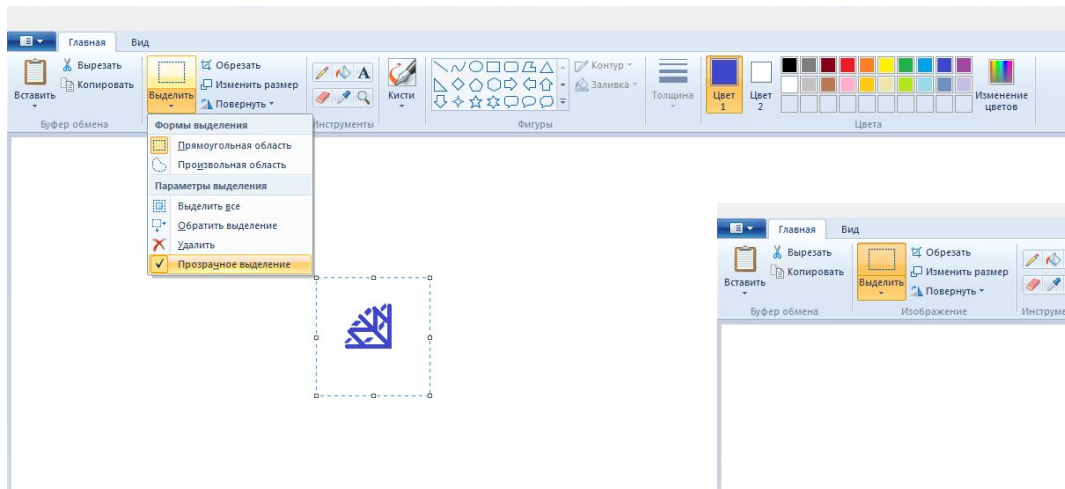 Главная Вид
Вставить
Вырезать
Копировать
Буфер обмена
Выделить
Обрезать
Изменить размер
Повернуть
Формы выделения
Прямоугольная область
Произвольная область
Параметры выделения
Выделить все
Обратить выделение
Удалить
Прозрачное выделение
A
Инструменты
Кисти
Контур
Заливка
Фигуры
Толщина
Цвет
1
Цвет
2
Изменение
цветов
Цвета
Главная Вид
Вставить
Вырезать
Копировать
Буфер обмена
Выделить
Обрезать
Изменить размер
Повернуть
Изображение
Инструме